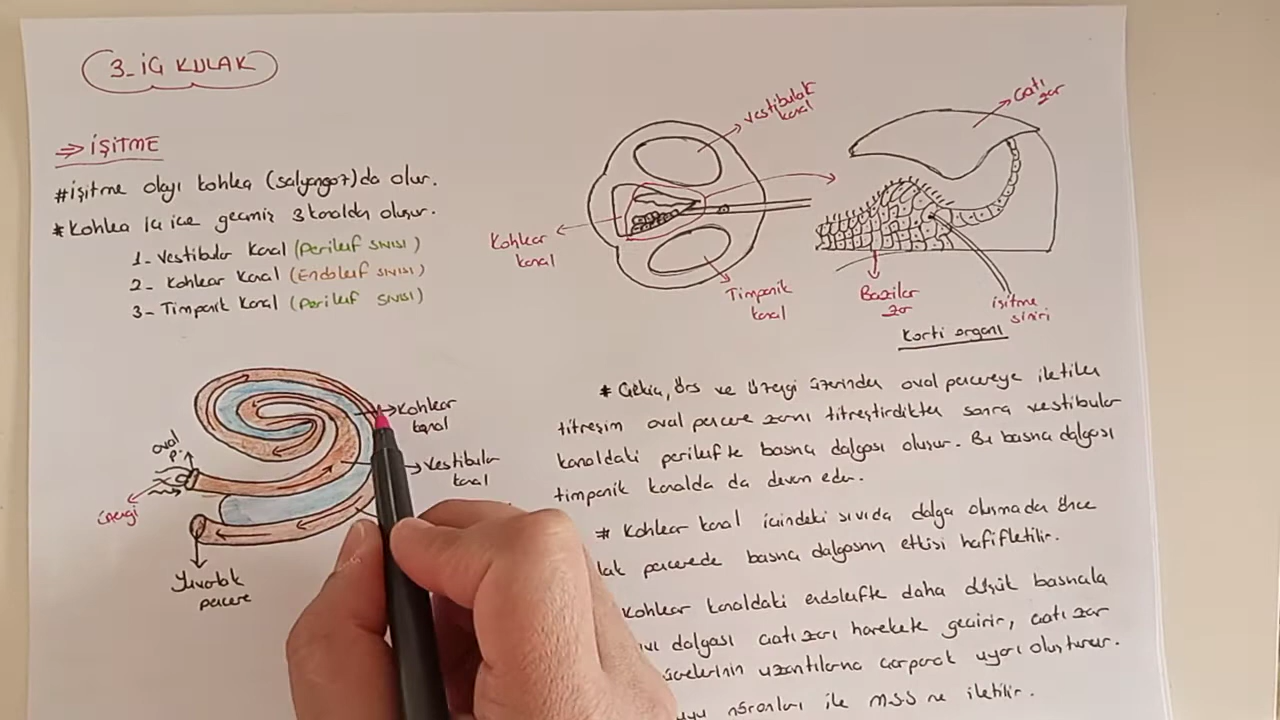 3- İÇ KULAK
⇒ İŞİTME
# İşitme olayı kohlea (salyangoz) da olur.
* Kohlea iç içe geçmiş 3 kanaldan oluşur.
1- Vestibular Kanal (Perilenf sıvısı)
2- Kohlear Kanal (Endolenf sıvısı)
3- Timpanik Kanal (Perilenf sıvısı)
Vestibular
kanal
Kohlear
kanal
Timpanik
kanal
Çatı
zar
Baziler
zar
işitme
siniri
Korti organı
Kohlear
kanal
Vestibular
kanal
oval
p.
üzengi
Yuvarlak
pencere
* Çekiç, Örs ve Üzengi üzerinden oval pencereye iletilen
titreşim oval pencere zarını titreştirdikten sonra vestibular
kanaldaki perilenfte basınç dalgası oluşur. Bu basınç dalgası
timpanik kanalda da devam eder.
* Kohlear kanal içindeki sıvıda dalga oluşmadan önce
lak pencerede basınç dalgasının etkisi hafifletilir.
Kohlear kanaldaki endolenfte daha düşük basınçla
dalgası çatı zarı harekete geçirir, çatı zar
uzantılarına çarparak uyarı oluşturur.
nöronları ile MSS ne iletilir.